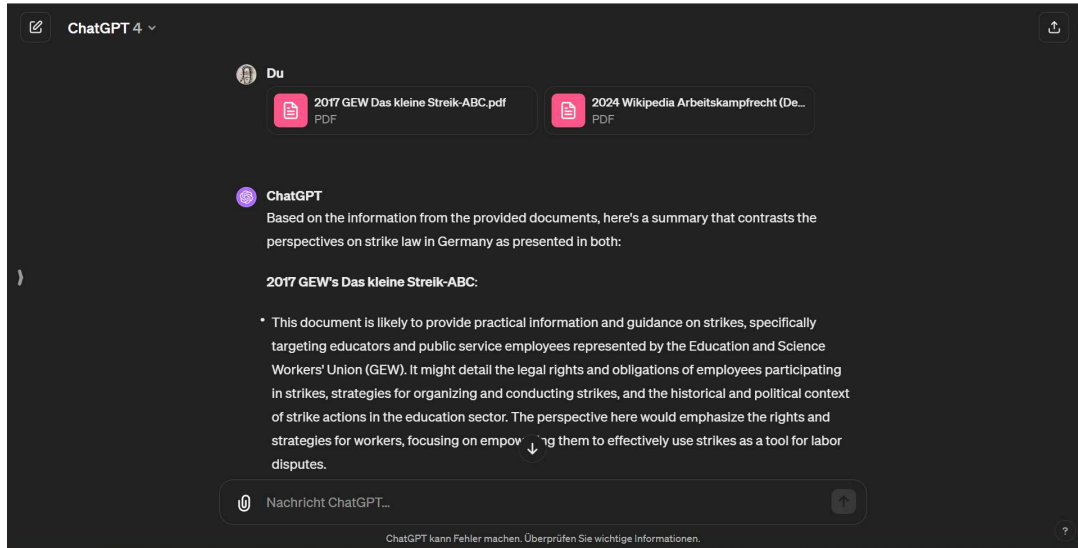 ChatGPT 4
Du
2017 GEW Das kleine Streik-ABC.pdf
PDF
2024 Wikipedia Arbeitskampfrecht (De...
PDF
ChatGPT
Based on the information from the provided documents, here's a summary that contrasts the
perspectives on strike law in Germany as presented in both:
2017 GEW's Das kleine Streik-ABC:
• This document is likely to provide practical information and guidance on strikes, specifically
targeting educators and public service employees represented by the Education and Science
Workers' Union (GEW). It might detail the legal rights and obligations of employees participating
in strikes, strategies for organizing and conducting strikes, and the historical and political context
of strike actions in the education sector. The perspective here would emphasize the rights and
strategies for workers, focusing on them to effectively use strikes as a tool for labor
disputes.
Nachricht ChatGPT...
ChatGPT kann Fehler machen. Überprüfen Sie wichtige Informationen.
?